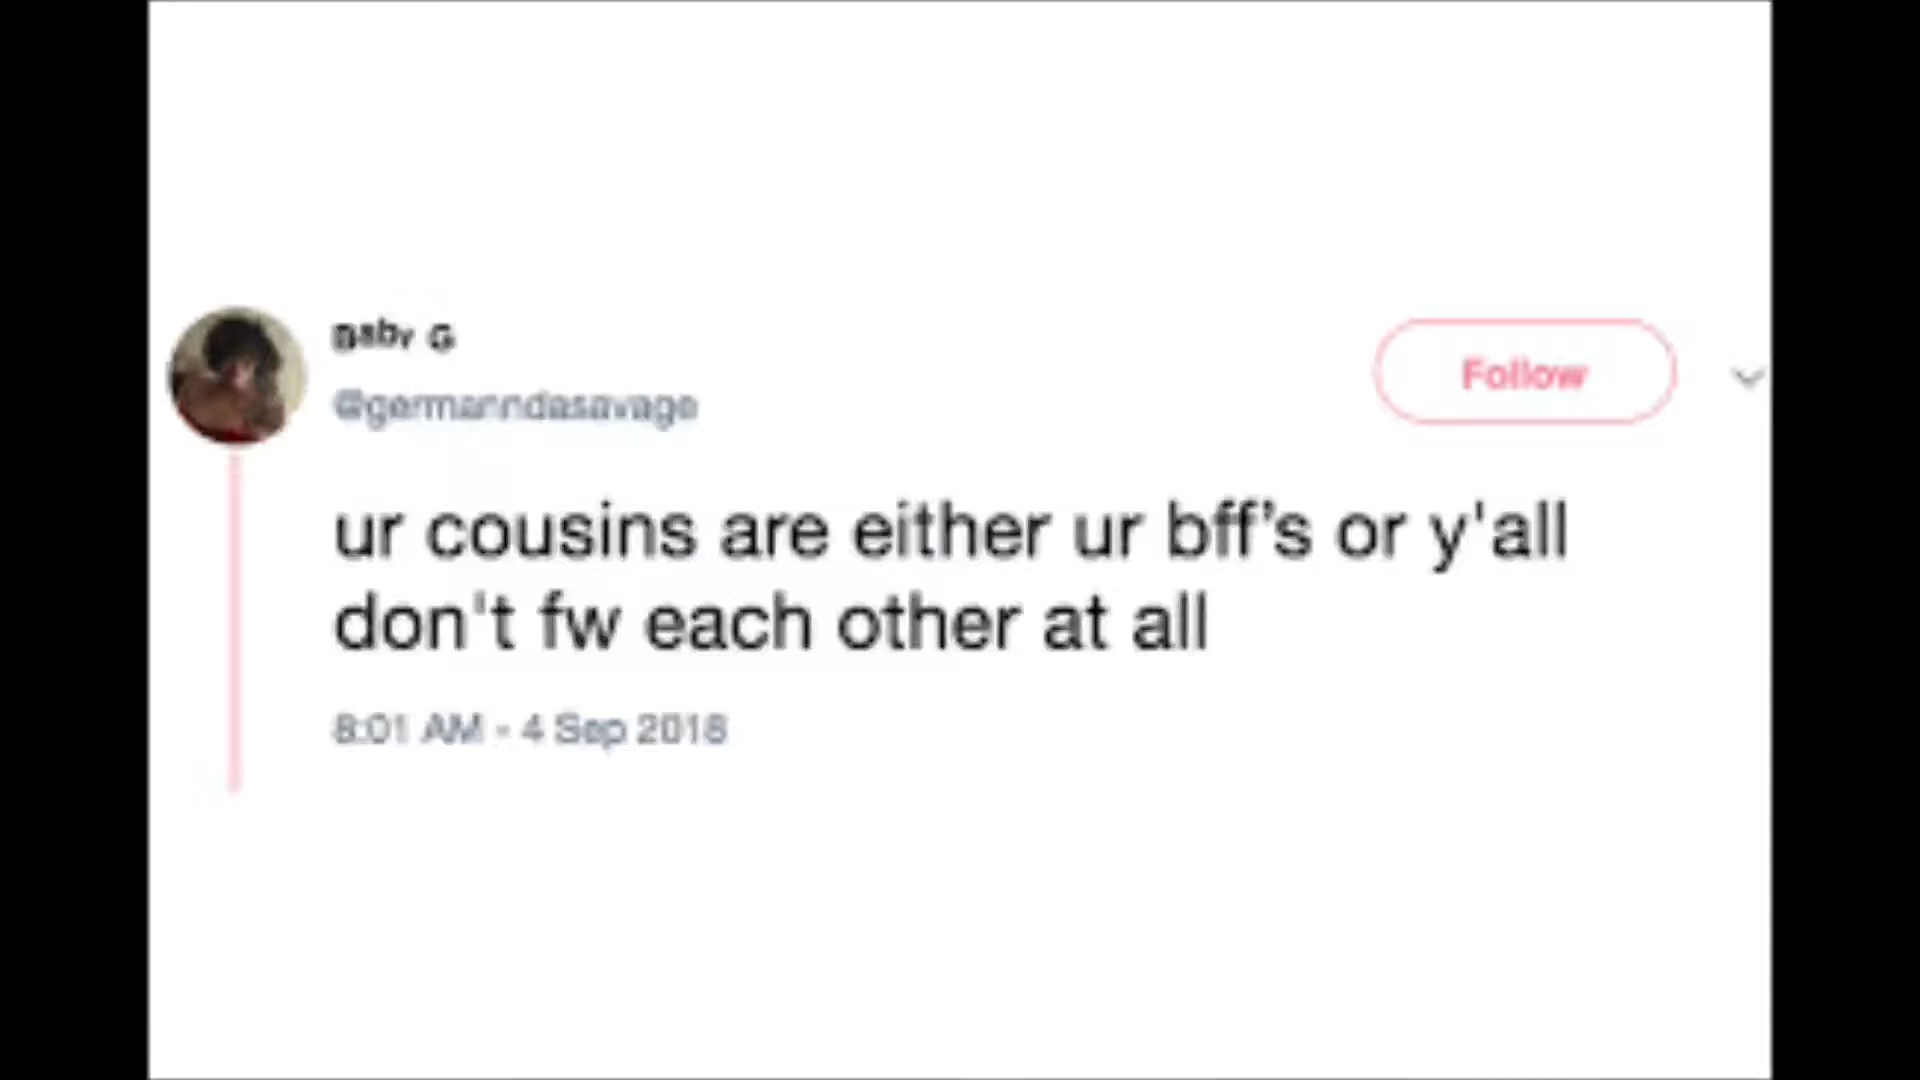 Baby G
@germanndasavage
Follow
ur cousins are either ur bff’s or y'all
don't fw each other at all
8:01 AM - 4 Sep 2018